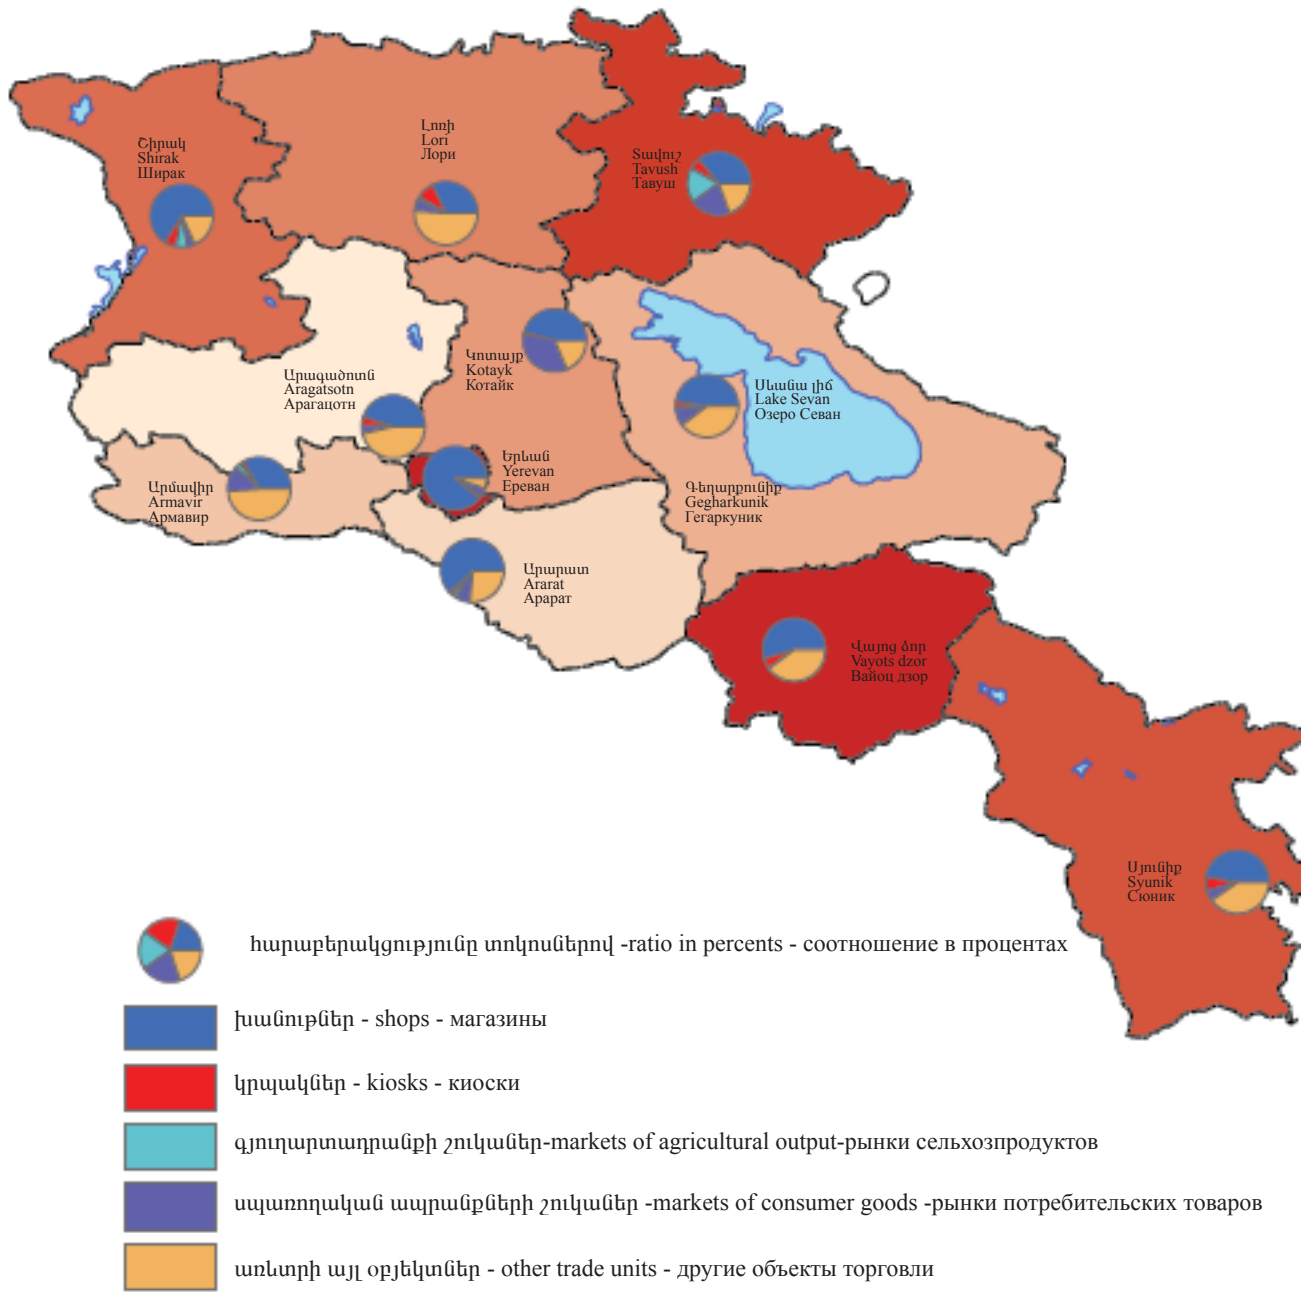 Շիրակ
Shirak
Ширак
Լոռի
Lori
Лори
Տավուշ
Tavush
Тавуш
Արագածոտն
Aragatsotn
Арагацотн
Կոտայք
Kotayk
Котайк
Սևանա լիճ
Lake Sevan
Озеро Севан
Արմավիր
Armavir
Армавир
Երևան
Yerevan
Ереван
Գեղարքունիք
Gegharkunik
Гегаркуник
Արարատ
Ararat
Арарат
Վայոց ձոր
Vayots dzor
Вайоц дзор
Սյունիք
Syunik
Сюник
հարաբերակցությունը տոկոսներով -ratio in percents - соотношение в процентах
խանութներ - shops - магазины
կրպակներ - kiosks - киоски
գյուղարտադրանքի շուկաներ-markets of agricultural output-рынки сельхозпродуктов
սպառողական ապրանքների շուկաներ -markets of consumer goods -рынки потребительских товаров
առևտրի այլ օբյեկտներ - other trade units - другие объекты торговли